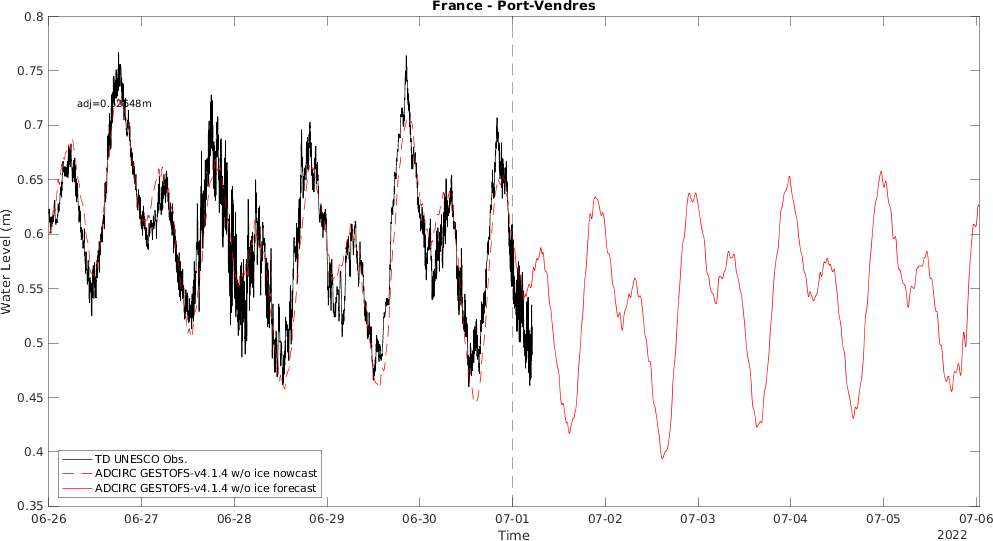 France - Port-Vendres
0.8
0.75
0.7
0.65
0.6
0.55
0.5
0.45
0.4
0.35
Water Level (m)
TD UNESCO Obs.
ADCIRC GESTOFS-v4.1.4 w/o ice nowcast
ADCIRC GESTOFS-v4.1.4 w/o ice forecast
06-26 06-27 06-28 06-29 06-30 07-01 07-02 07-03 07-04 07-05 07-06
Time
2022